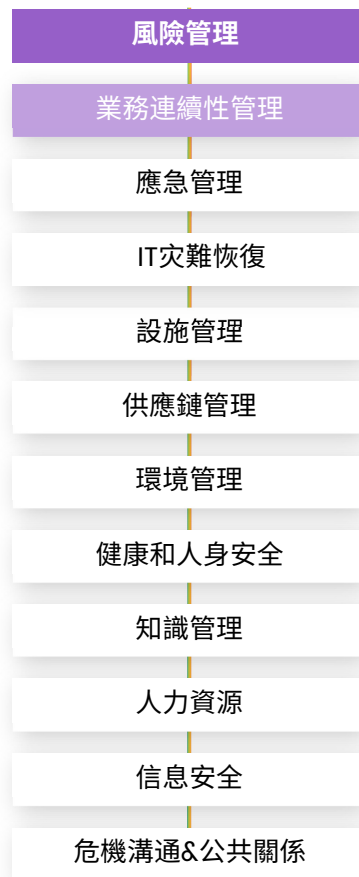 風險管理
業務連續性管理
應急管理
IT灾難恢復
設施管理
供應鏈管理
環境管理
健康和人身安全
知識管理
人力資源
信息安全
危機溝通&公共關係